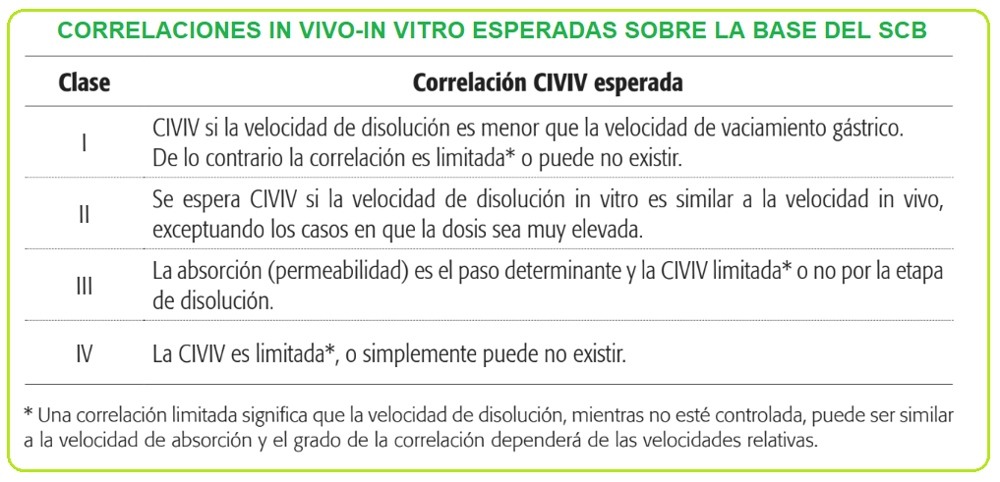 CORRELACIONES IN VIVO-IN VITRO ESPERADAS SOBRE LA BASE DEL SCB
Clase Correlación CIVIV esperada
I
CIVIV si la velocidad de disolución es menor que la velocidad de vaciamiento gástrico.
De lo contrario la correlación es limitada* o puede no existir.
II
Se espera CIVIV si la velocidad de disolución in vitro es similar a la velocidad in vivo,
exceptuando los casos en que la dosis sea muy elevada.
III
La absorción (permeabilidad) es el paso determinante y la CIVIV limitada* o no por la etapa
de disolución.
IV La CIVIV es limitada*, o simplemente puede no existir.
* Una correlación limitada significa que la velocidad de disolución, mientras no esté controlada, puede ser similar
a la velocidad de absorción y el grado de la correlación dependerá de las velocidades relativas.